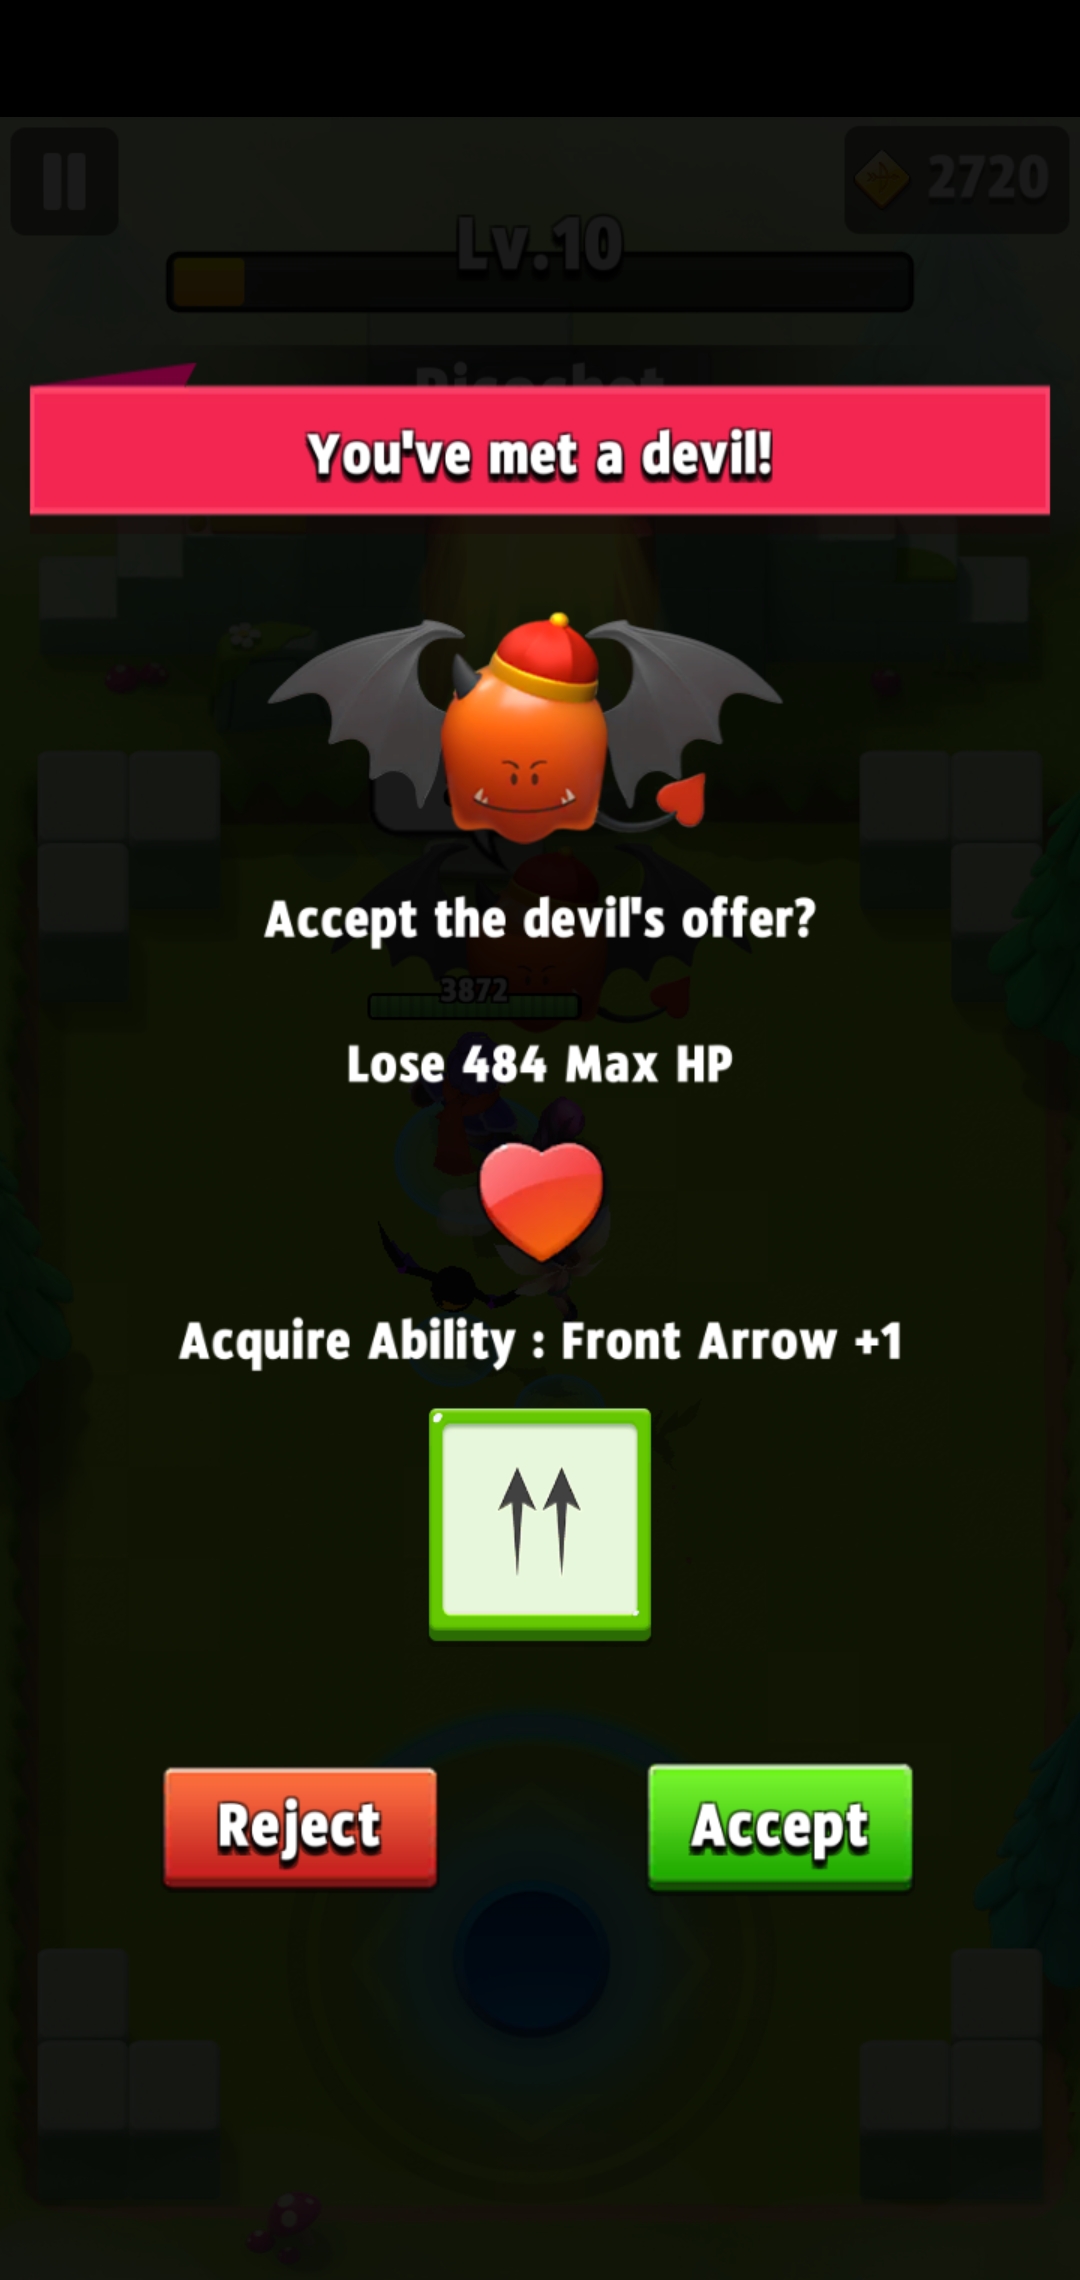 2720
Lv.10
Ricochet
You've met a devil!
Accept the devil's offer?
3872
Lose 484 Max HP
Acquire Ability : Front Arrow +1
Reject
Accept